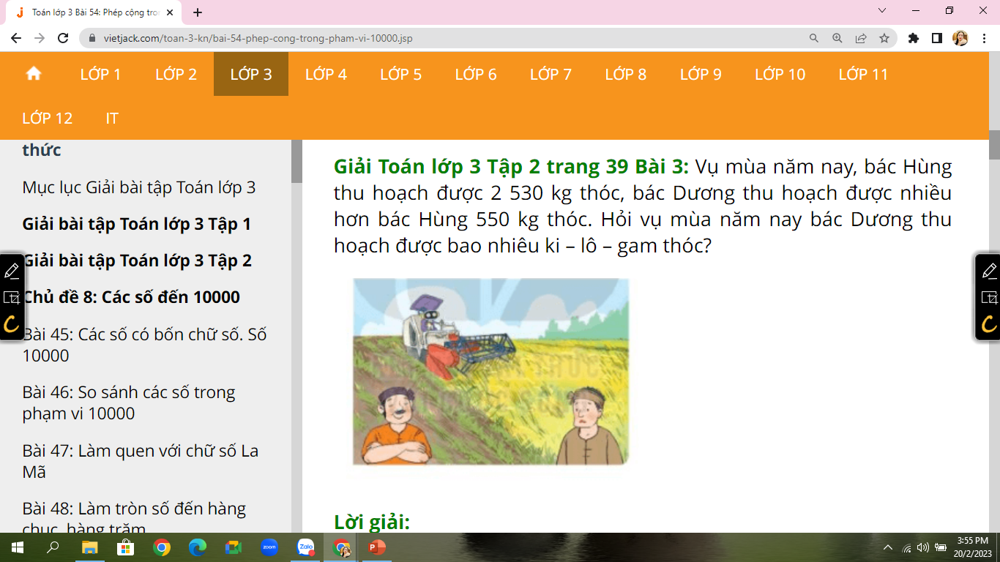 Toán lớp 3 Bài 54: Phép cộng tron
vietjack.com/toan-3-kn/bai-54-phep-cong-trong-pham-vi-10000.jsp
LỚP 1 LỚP 2 LỚP 3 LỚP 4 LỚP 5 LỚP 6 LỚP 7 LỚP 8 LỚP 9 LỚP 10 LỚP 11
LỚP 12 IT
thức
Mục lục Giải bài tập Toán lớp 3
Giải bài tập Toán lớp 3 Tập 1
Giải bài tập Toán lớp 3 Tập 2
Chủ đề 8: Các số đến 10000
Bài 45: Các số có bốn chữ số. Số
10000
Bài 46: So sánh các số trong
phạm vi 10000
Bài 47: Làm quen với chữ số La
Mã
Bài 48: Làm tròn số đến hàng
chục, hàng trăm
Giải Toán lớp 3 Tập 2 trang 39 Bài 3: Vụ mùa năm nay, bác Hùng
thu hoạch được 2 530 kg thóc, bác Dương thu hoạch được nhiều
hơn bác Hùng 550 kg thóc. Hỏi vụ mùa năm nay bác Dương thu
hoạch được bao nhiêu ki – lô – gam thóc?
Lời giải:
zoom
Zalo
3:55 PM
20/2/2023